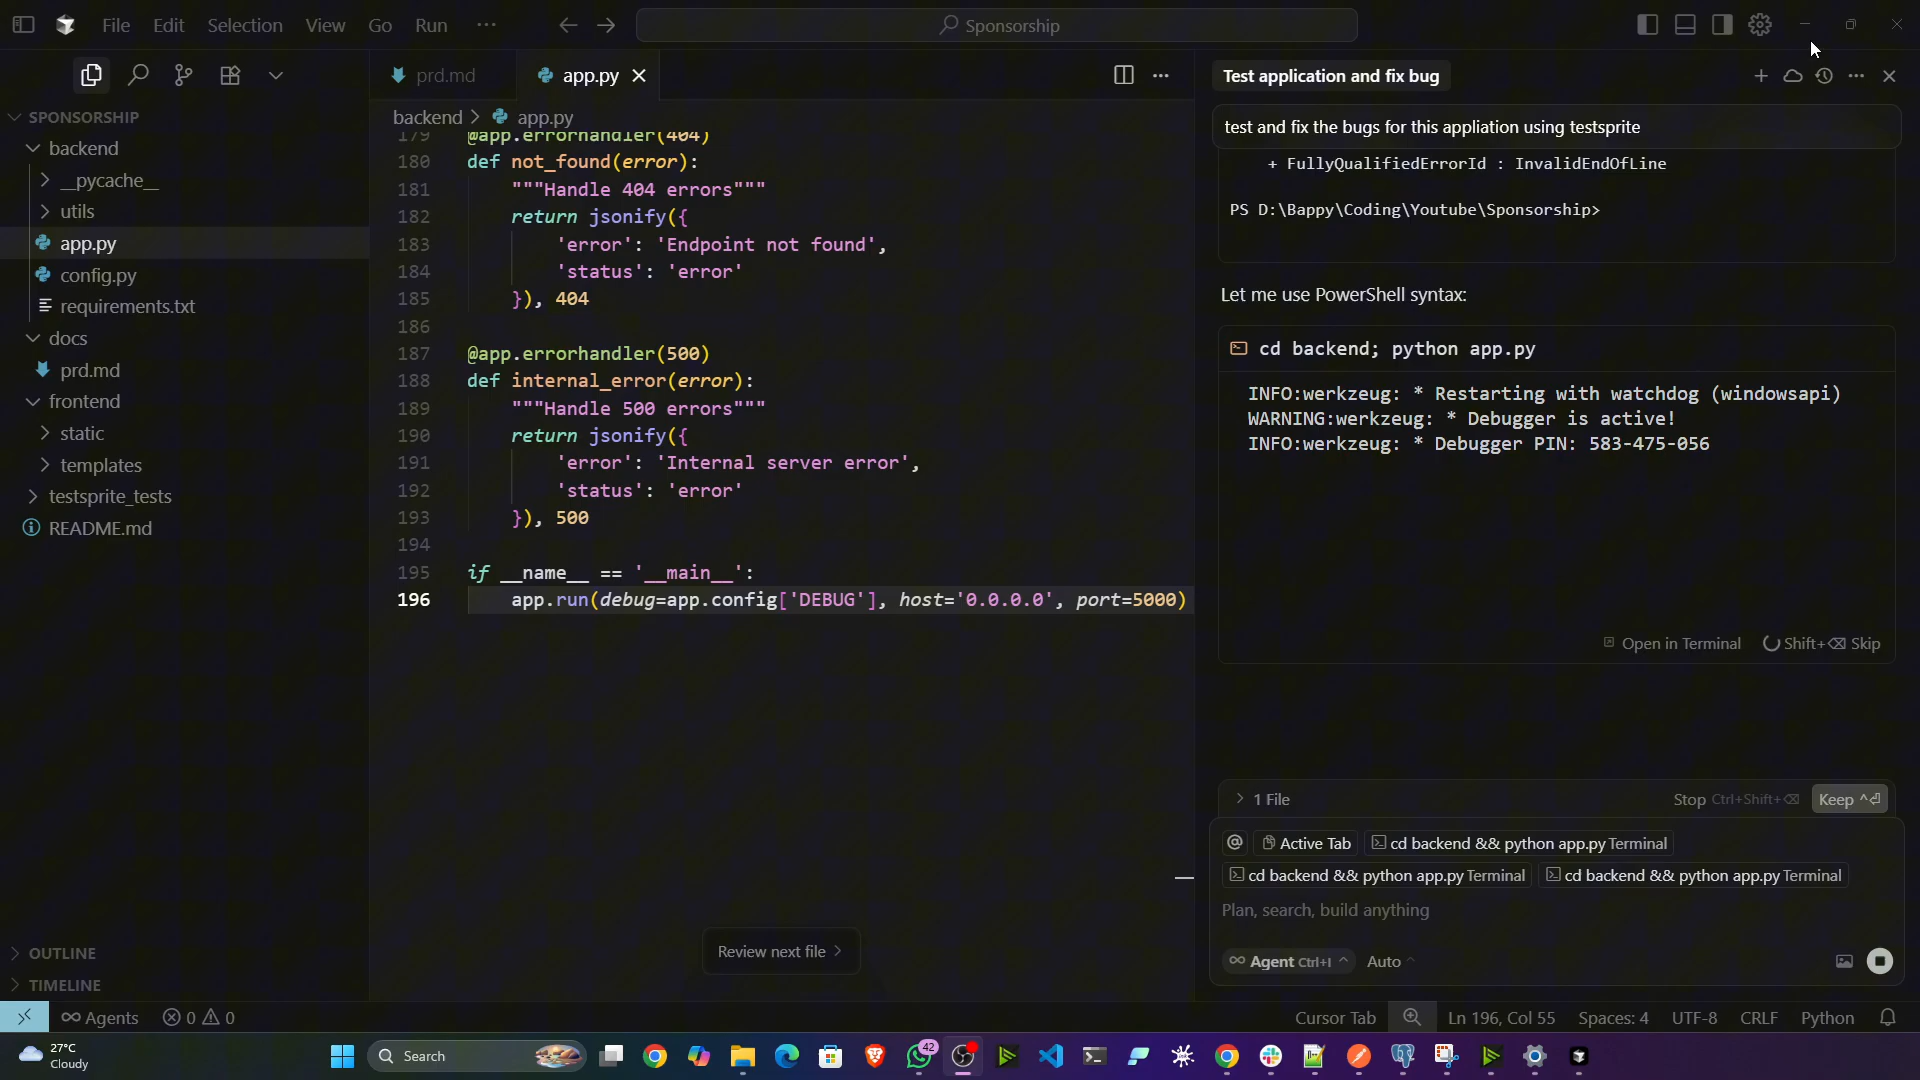 File Edit Selection View Go Run ···
Sponsorship
prd.md
app.py
Test application and fix bug
SPONSORSHIP
backend
__pycache__
utils
app.py
config.py
requirements.txt
docs
prd.md
frontend
static
templates
testsprite_tests
README.md
OUTLINE
TIMELINE
backend > app.py
179 @app.errorhandler(404)
180 def not_found(error):
181 """Handle 404 errors"""
182 return jsonify({
183 'error': 'Endpoint not found',
184 'status': 'error'
185 }), 404
186
187 @app.errorhandler(500)
188 def internal_error(error):
189 """Handle 500 errors"""
190 return jsonify({
191 'error': 'Internal server error',
192 'status': 'error'
193 }), 500
194
195 if __name__ == '__main__':
196 app.run(debug=app.config['DEBUG'], host='0.0.0.0', port=5000)
Review next file >
test and fix the bugs for this appliation using testsprite
+ FullyQualifiedErrorId : InvalidEndOfLine
PS D:\Bappy\Coding\Youtube\Sponsorship>
Let me use PowerShell syntax:
cd backend; python app.py
INFO:werkzeug: * Restarting with watchdog (windowsapi)
WARNING:werkzeug: * Debugger is active!
INFO:werkzeug: * Debugger PIN: 583-475-056
Open in Terminal Shift+⌫ Skip
> 1 File Stop Ctrl+Shift+⌫ Keep ^⏎
@ Active Tab cd backend && python app.py Terminal
cd backend && python app.py Terminal cd backend && python app.py Terminal
Plan, search, build anything
∞ Agent Ctrl+I Auto
∞ Agents 0 0 Cursor Tab Ln 196, Col 55 Spaces: 4 UTF-8 CRLF Python
27°C
Cloudy
Search
42